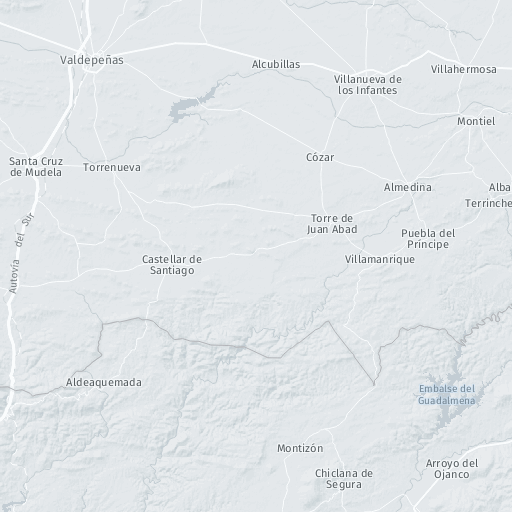 Valdepeñas
Alcubillas
Villahermosa
Villanueva de
los Infantes
Montiel
Cózar
Santa Cruz
de Mudela
Torrenueva
Almedina
Alba
Terrinche
Torre de
Juan Abad
Puebla del
Príncipe
Autovía del Sur
Castellar de
Santiago
Villamanrique
Aldeaquemada
Embalse del
Guadalmena
Montizón
Chiclana de
Segura
Arroyo del
Ojanco